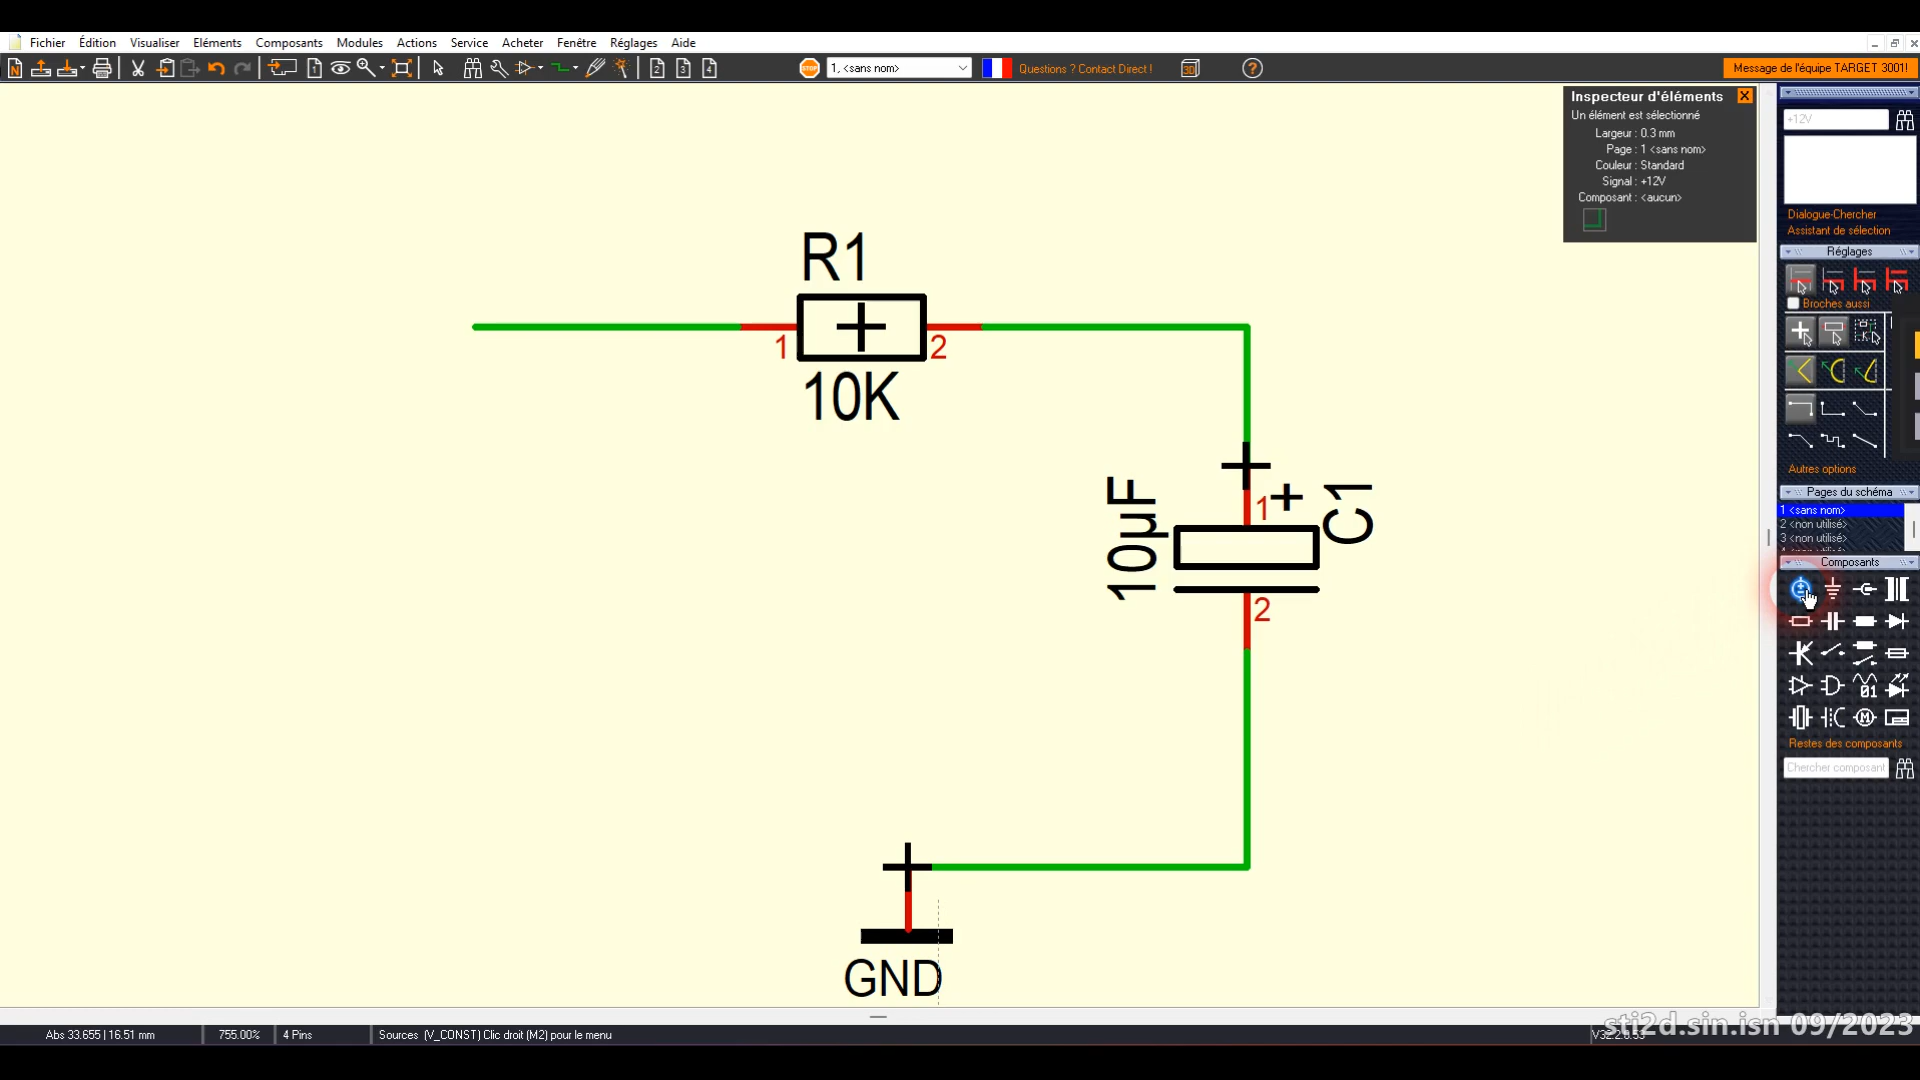 Fichier Édition Visualiser Eléments Composants Modules Actions Service Acheter Fenêtre Réglages Aide
1, <sans nom> Questions ? Contact Direct ! Message de l'équipe TARGET 3001!
Inspecteur d'éléments
Un élément est sélectionné
Largeur : 0.3 mm
Page : 1 <sans nom>
Couleur : Standard
Signal : +12V
Composant : <aucun>
+12V
Dialogue-Chercher
Assistant de sélection
Réglages
Broches aussi
Autres options
Pages du schéma
1 <sans nom>
2 <non utilisé>
3 <non utilisé>
Composants
Restes des composants
Chercher composant
R1
1 2
10K
10µF
1 +
C1
2
GND
Abs 33.655 | 16.51 mm 755.00% 4 Pins Sources (V_CONST) Clic droit (M2) pour le menu
sti2d.sin.isn 09/2023